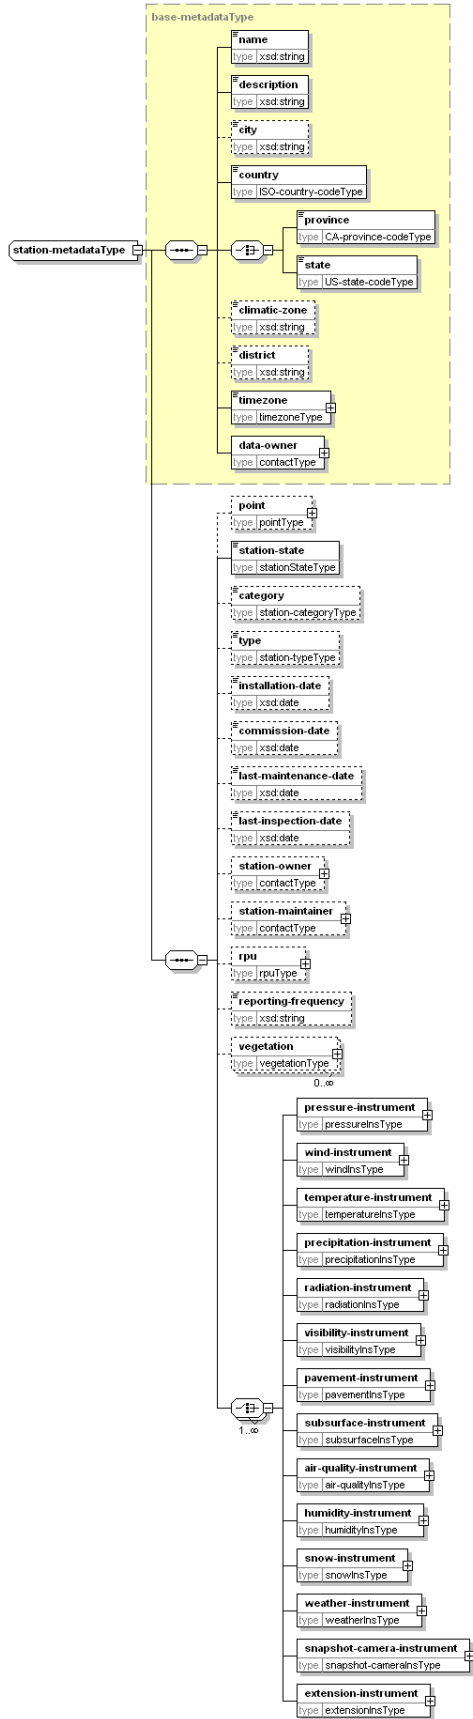 base-metadataType
name
type xsd:string
description
type xsd:string
city
type xsd:string
country
type ISO-country-codeType
province
type CA-province-codeType
station-metadataType
state
type US-state-codeType
climatic-zone
type xsd:string
district
type xsd:string
timezone
type timezoneType
data-owner
type contactType
point
type pointType
station-state
type stationStateType
category
type station-categoryType
type
type station-typeType
installation-date
type xsd:date
commission-date
type xsd:date
last-maintenance-date
type xsd:date
last-inspection-date
type xsd:date
station-owner
type contactType
station-maintainer
type contactType
rpu
type rpuType
reporting-frequency
type xsd:string
vegetation
type vegetationType
0..∞
pressure-instrument
type pressureInsType
wind-instrument
type windInsType
temperature-instrument
type temperatureInsType
precipitation-instrument
type precipitationInsType
radiation-instrument
type radiationInsType
visibility-instrument
type visibilityInsType
pavement-instrument
type pavementInsType
subsurface-instrument
type subsurfaceInsType
1..∞
air-quality-instrument
type air-qualityInsType
humidity-instrument
type humidityInsType
snow-instrument
type snowInsType
weather-instrument
type weatherInsType
snapshot-camera-instrument
type snapshot-cameraInsType
extension-instrument
type extensionInsType